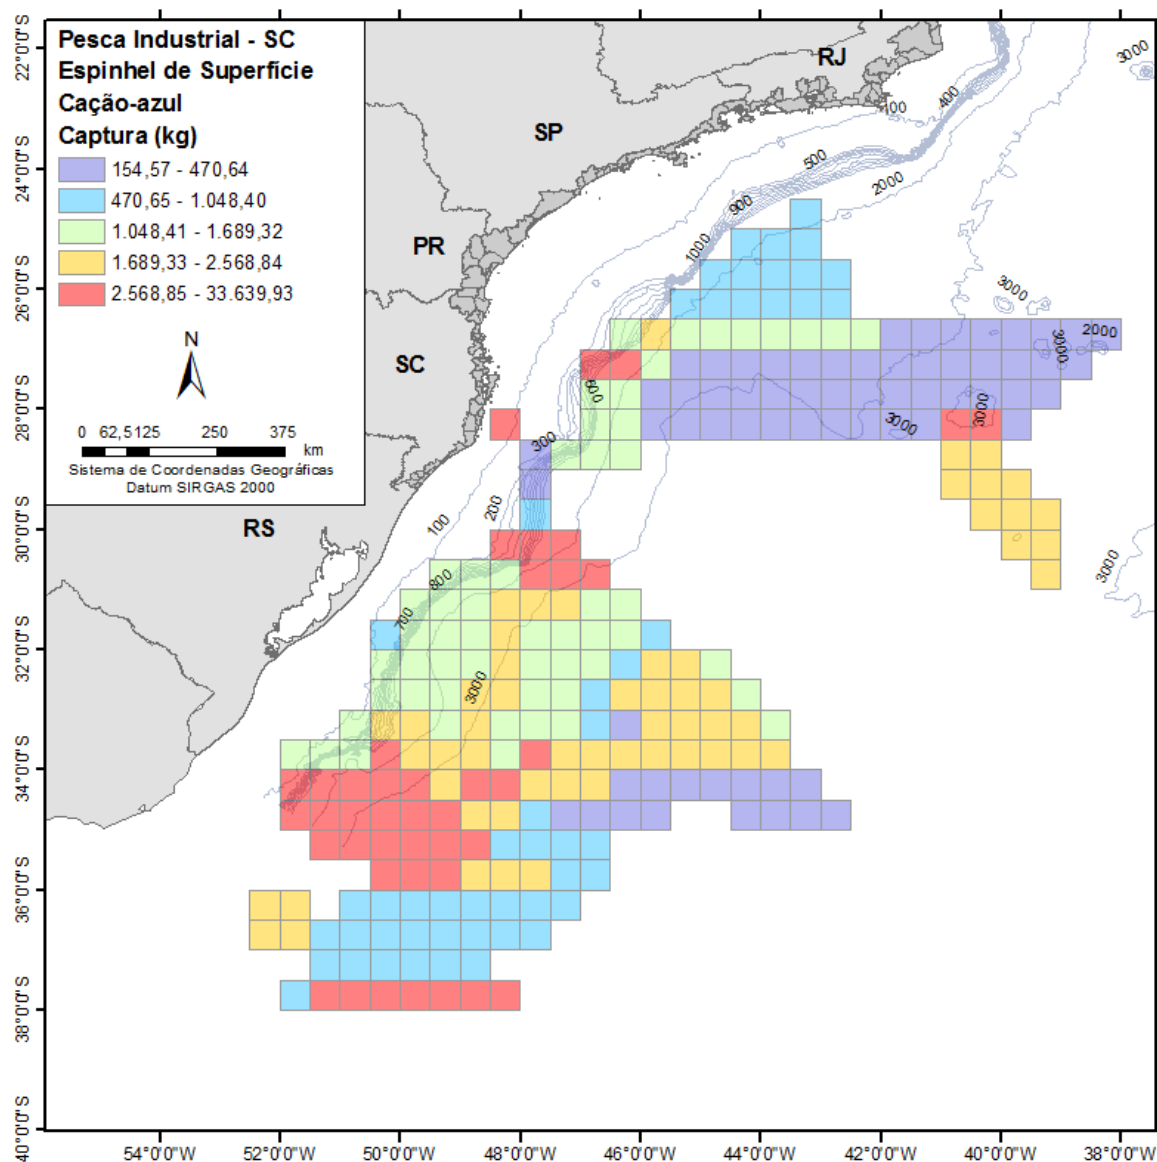 Pesca Industrial - SC
Espinhel de Superfície
Cação-azul
Captura (kg)
154,57 - 470,64
470,65 - 1.048,40
1.048,41 - 1.689,32
1.689,33 - 2.568,84
2.568,85 - 33.639,93
N
0 62,5 125 250 375
km
Sistema de Coordenadas Geográficas
Datum SIRGAS 2000
RJ
SP
PR
SC
RS
3000
100
400
500
2000
900
1000
3000
2000
3000
600
3000
3000
300
200
100
800
700
3000
3000
22°0'0"S
24°0'0"S
26°0'0"S
28°0'0"S
30°0'0"S
32°0'0"S
34°0'0"S
36°0'0"S
38°0'0"S
40°0'0"S
54°0'0"W
52°0'0"W
50°0'0"W
48°0'0"W
46°0'0"W
44°0'0"W
42°0'0"W
40°0'0"W
38°0'0"W